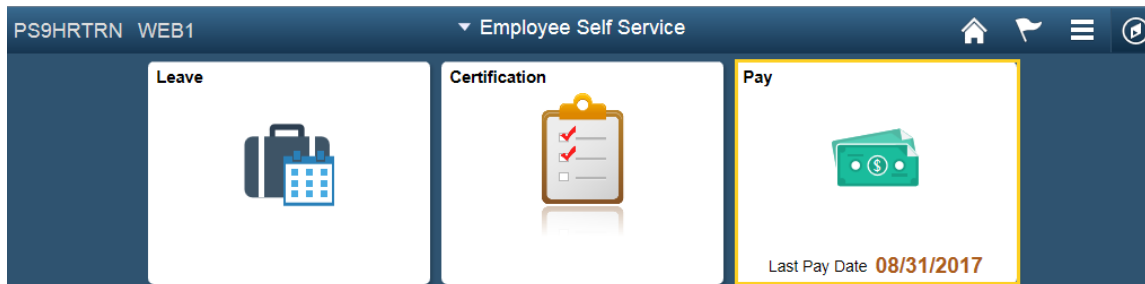 PS9HRTRN WEB1
Employee Self Service
Leave
Certification
Pay
$
Last Pay Date 08/31/2017